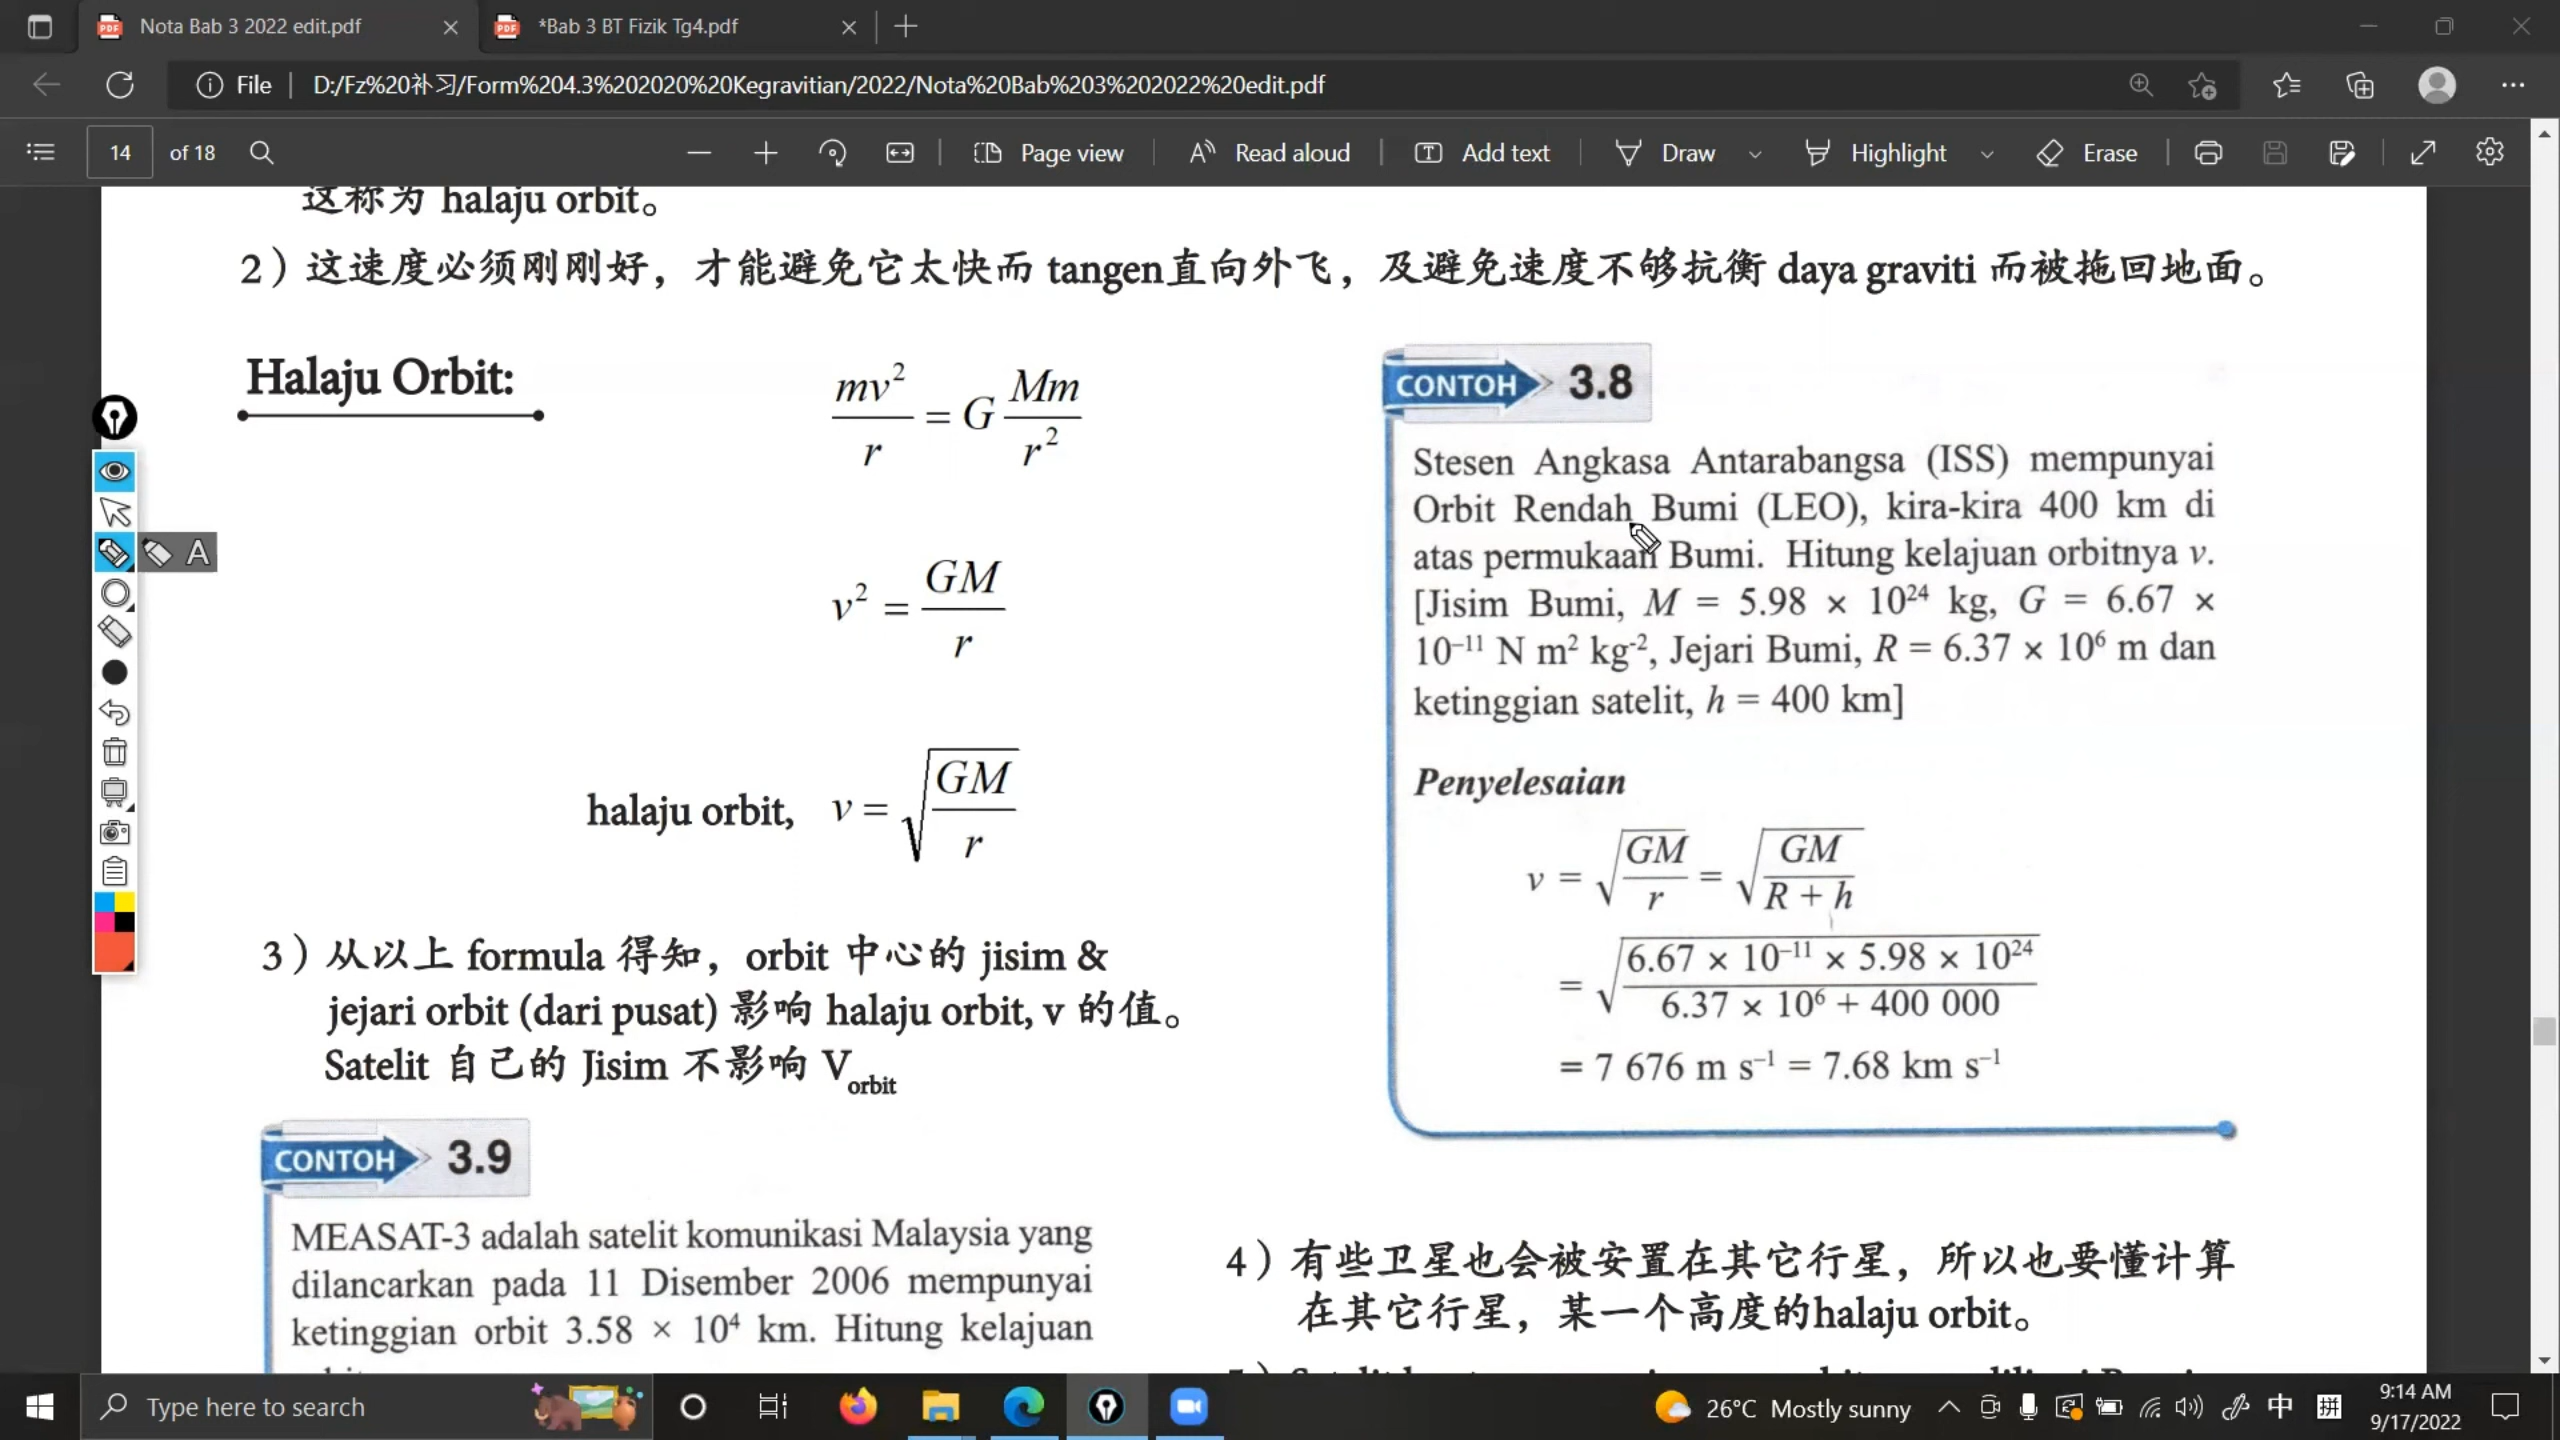 Nota Bab 3 2022 edit.pdf
*Bab 3 BT Fizik Tg4.pdf
File
D:/Fz%20补习/Form%204.3%202020%20Kegravitian/2022/Nota%20Bab%203%202022%20edit.pdf
14 of 18
Page view
Read aloud
Add text
Draw
Highlight
Erase
这称为 halaju orbit。
2）这速度必须刚刚好，才能避免它太快而 tangen直向外飞，及避免速度不够抗衡 daya graviti 而被拖回地面。
Halaju Orbit:
mv²/r = G Mm/r²
v² = GM/r
halaju orbit, v = √(GM/r)
3）从以上 formula 得知，orbit 中心的 jisim &
jejari orbit (dari pusat) 影响 halaju orbit, v 的值。
Satelit 自己的 Jisim 不影响 V orbit
CONTOH 3.8
Stesen Angkasa Antarabangsa (ISS) mempunyai
Orbit Rendah Bumi (LEO), kira-kira 400 km di
atas permukaan Bumi. Hitung kelajuan orbitnya v.
[Jisim Bumi, M = 5.98 × 10²⁴ kg, G = 6.67 ×
10⁻¹¹ N m² kg⁻², Jejari Bumi, R = 6.37 × 10⁶ m dan
ketinggian satelit, h = 400 km]
Penyelesaian
v = √(GM/r) = √(GM/(R + h))
= √((6.67 × 10⁻¹¹ × 5.98 × 10²⁴)/(6.37 × 10⁶ + 400 000))
= 7 676 m s⁻¹ = 7.68 km s⁻¹
CONTOH 3.9
MEASAT-3 adalah satelit komunikasi Malaysia yang
dilancarkan pada 11 Disember 2006 mempunyai
ketinggian orbit 3.58 × 10⁴ km. Hitung kelajuan
4）有些卫星也会被安置在其它行星，所以也要懂计算
在其它行星，某一个高度的halaju orbit。
A
Type here to search
26°C Mostly sunny
中
拼
9:14 AM
9/17/2022